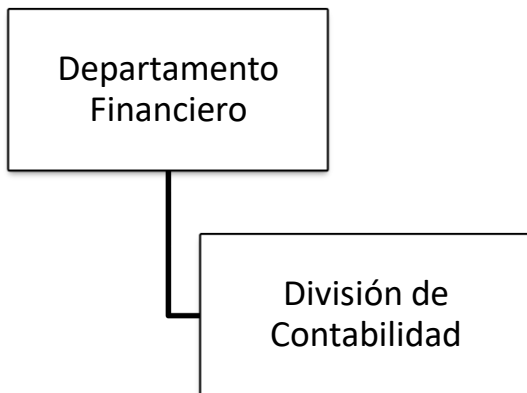 Departamento
Financiero
División de
Contabilidad